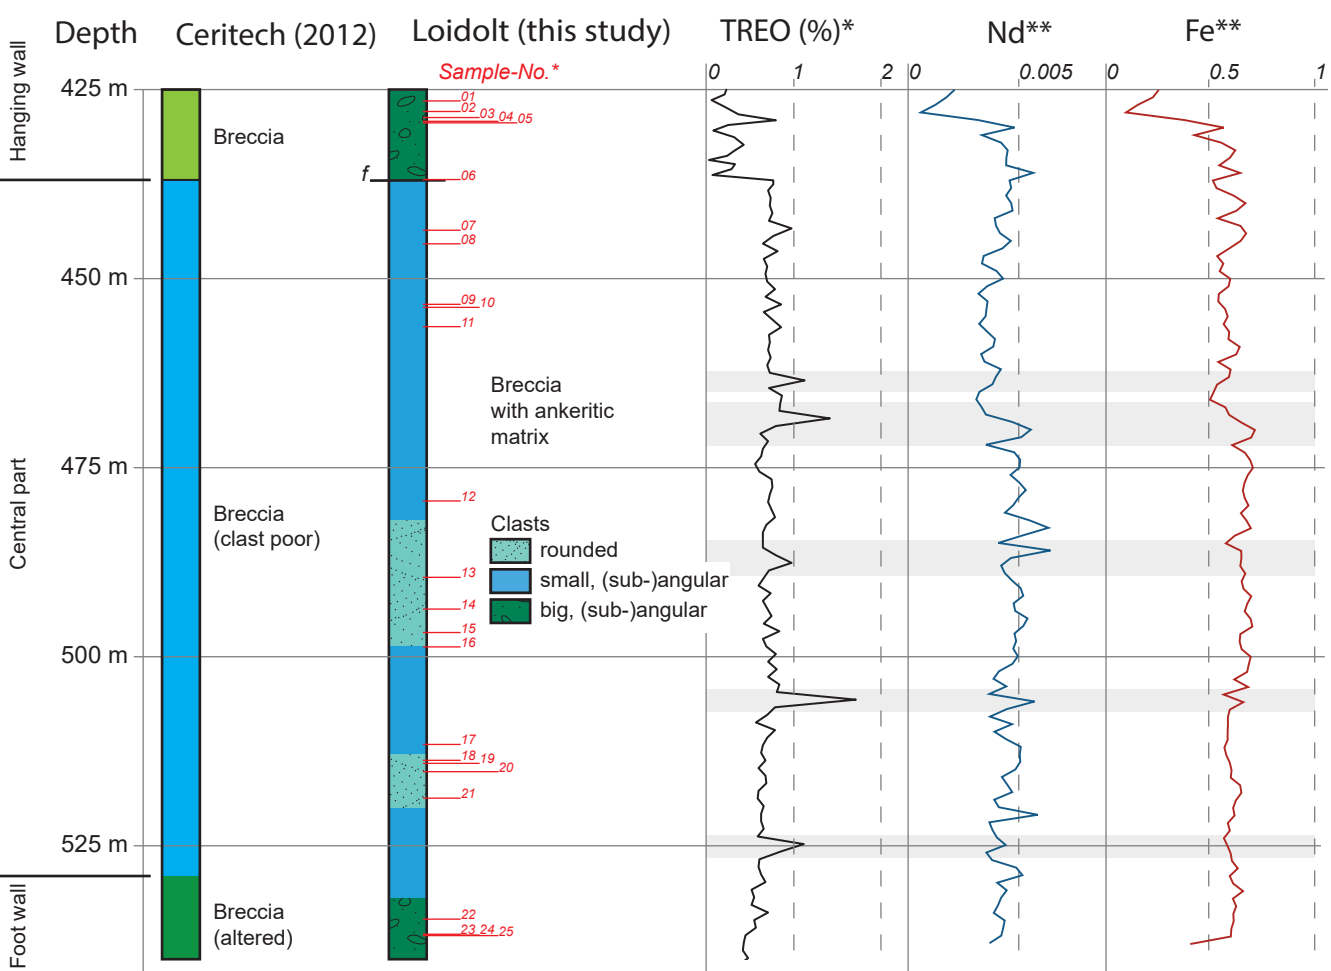 Depth
Ceritech (2012)
Loidolt (this study)
TREO (%)*
Nd**
Fe**
Sample-No.*
0 1 2
0 0.005
0 0.5 1
Hanging wall
425 m
Breccia
01
02
03 04 05
f
06
Central part
07
08
450 m
09 10
11
Breccia
with ankeritic
matrix
475 m
12
Breccia
(clast poor)
Clasts
rounded
small, (sub-)angular
big, (sub-)angular
13
14
15
16
500 m
17
18 19
20
21
525 m
Foot wall
Breccia
(altered)
22
23 24 25